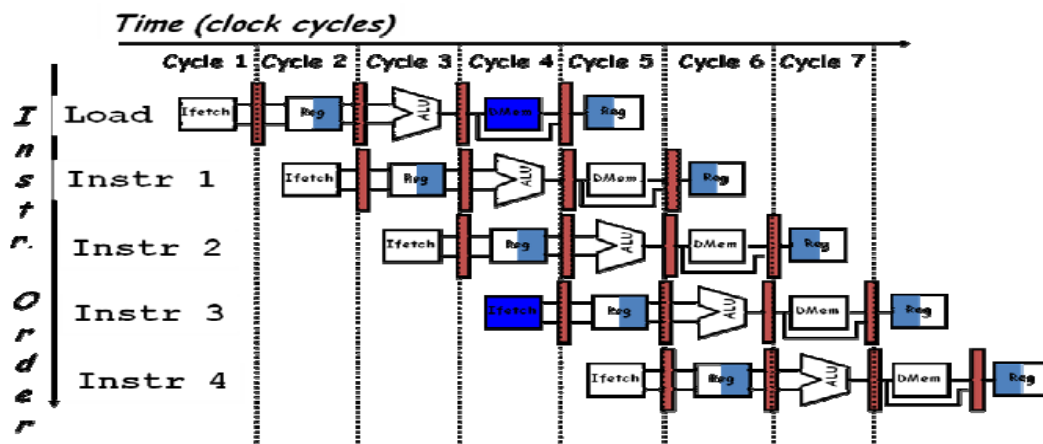 Time (clock cycles)
Cycle 1 Cycle 2 Cycle 3 Cycle 4 Cycle 5 Cycle 6 Cycle 7
Instr. Order
Load Ifetch Reg ALU DMem Reg
Instr 1 Ifetch Reg ALU DMem Reg
Instr 2 Ifetch Reg ALU DMem Reg
Instr 3 Ifetch Reg ALU DMem Reg
Instr 4 Ifetch Reg ALU DMem Reg